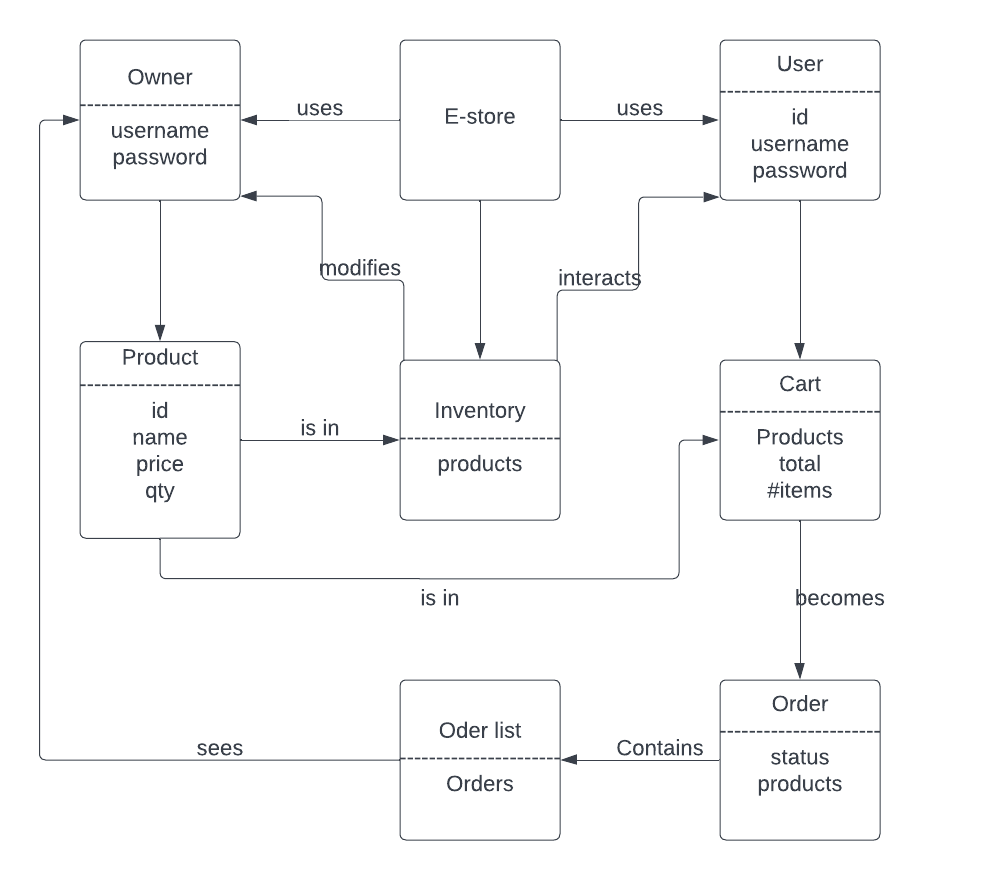 Owner
username
password
uses
E-store
uses
User
id
username
password
modifies
interacts
Product
id
name
price
qty
is in
Inventory
products
Cart
Products
total
#items
is in
becomes
sees
Oder list
Orders
Contains
Order
status
products